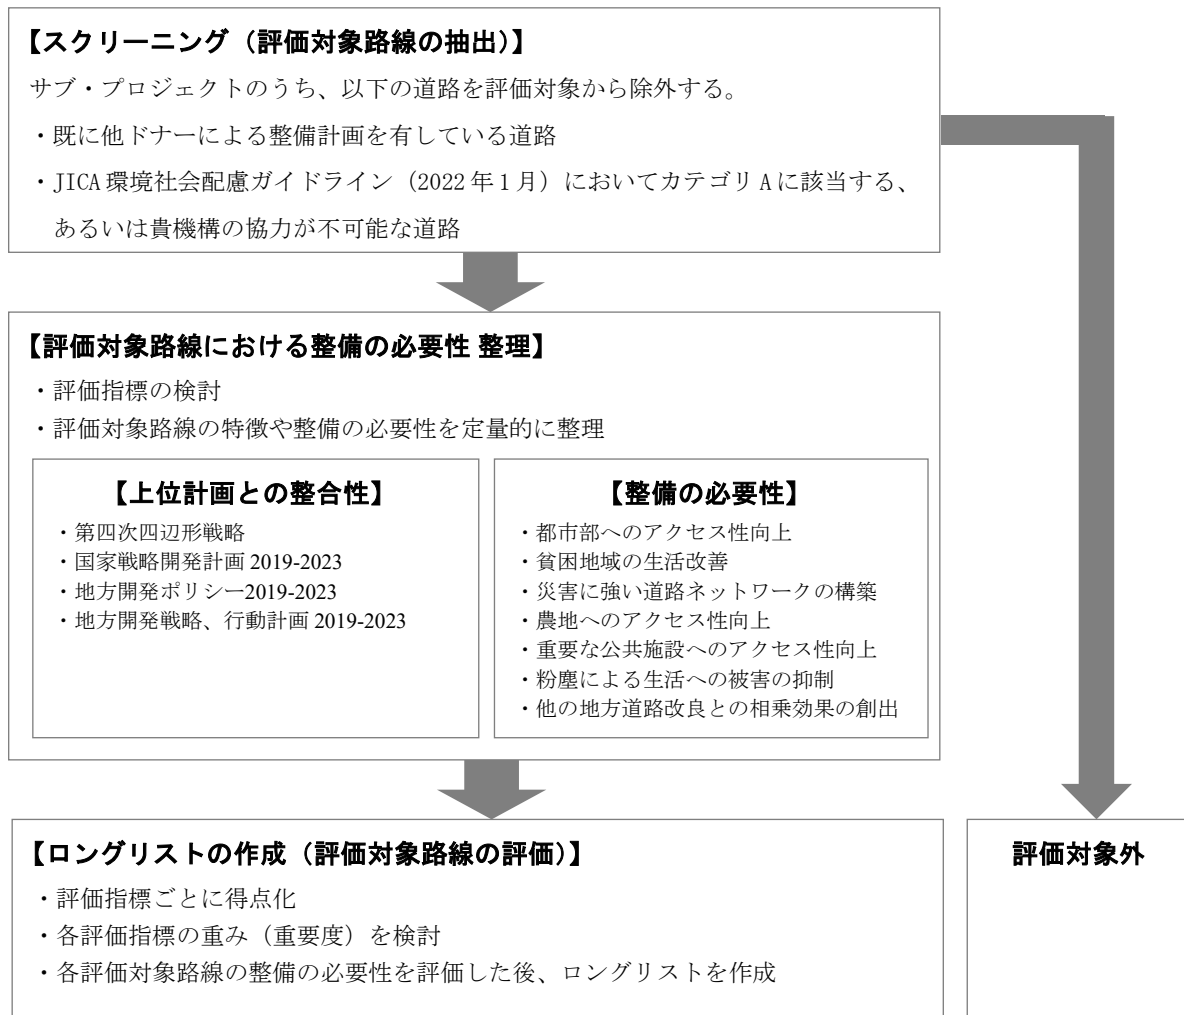 【スクリーニング（評価対象路線の抽出）】
サブ・プロジェクトのうち、以下の道路を評価対象から除外する。
・既に他ドナーによる整備計画を有している道路
・JICA 環境社会配慮ガイドライン（2022 年 1 月）においてカテゴリ A に該当する、
あるいは貴機構の協力が不可能な道路
【評価対象路線における整備の必要性 整理】
・評価指標の検討
・評価対象路線の特徴や整備の必要性を定量的に整理
【上位計画との整合性】
・第四次四辺形戦略
・国家戦略開発計画 2019-2023
・地方開発ポリシー2019-2023
・地方開発戦略、行動計画 2019-2023
【整備の必要性】
・都市部へのアクセス性向上
・貧困地域の生活改善
・災害に強い道路ネットワークの構築
・農地へのアクセス性向上
・重要な公共施設へのアクセス性向上
・粉塵による生活への被害の抑制
・他の地方道路改良との相乗効果の創出
【ロングリストの作成（評価対象路線の評価）】
・評価指標ごとに得点化
・各評価指標の重み（重要度）を検討
・各評価対象路線の整備の必要性を評価した後、ロングリストを作成
評価対象外